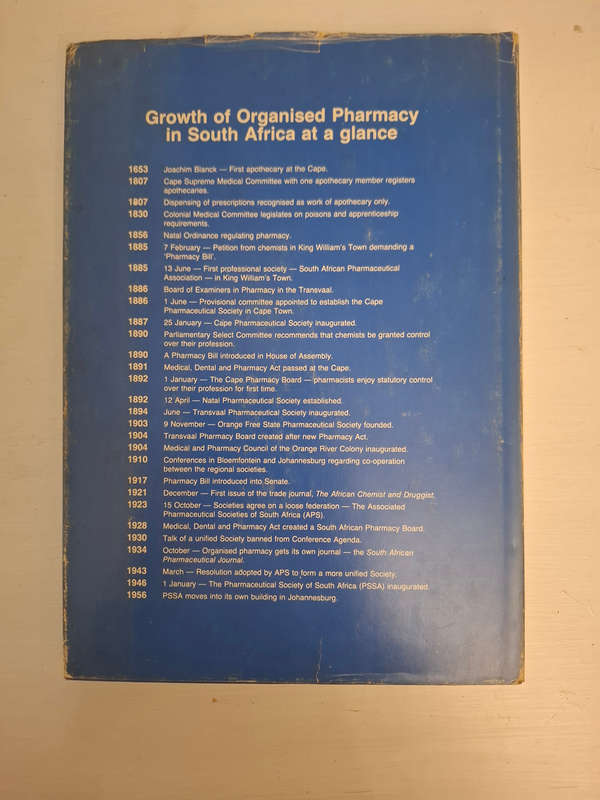 Growth of Organised Pharmacy
in South Africa at a glance
1653 Joachim Blanck — First apothecary at the Cape.
1807 Cape Supreme Medical Committee with one apothecary member registers
apothecaries.
1807 Dispensing of prescriptions recognised as work of apothecary only.
1830 Colonial Medical Committee legislates on poisons and apprenticeship
requirements.
1856 Natal Ordinance regulating pharmacy.
1885 7 February — Petition from chemists in King William's Town demanding a
'Pharmacy Bill'.
1885 13 June — First professional society — South African Pharmaceutical
Association — in King William's Town.
1886 Board of Examiners in Pharmacy in the Transvaal.
1886 1 June — Provisional committee appointed to establish the Cape
Pharmaceutical Society in Cape Town.
1887 25 January — Cape Pharmaceutical Society inaugurated.
1890 Parliamentary Select Committee recommends that chemists be granted control
over their profession.
1890 A Pharmacy Bill introduced in House of Assembly.
1891 Medical, Dental and Pharmacy Act passed at the Cape.
1892 1 January — The Cape Pharmacy Board — pharmacists enjoy statutory control
over their profession for first time.
1892 12 April — Natal Pharmaceutical Society established.
1894 June — Transvaal Pharmaceutical Society inaugurated.
1903 9 November — Orange Free State Pharmaceutical Society founded.
1904 Transvaal Pharmacy Board created after new Pharmacy Act.
1904 Medical and Pharmacy Council of the Orange River Colony inaugurated.
1910 Conferences in Bloemfontein and Johannesburg regarding co-operation
between the regional societies.
1917 Pharmacy Bill introduced into Senate.
1921 December — First issue of the trade journal, The African Chemist and Druggist.
1923 15 October — Societies agree on a loose federation — The Associated
Pharmaceutical Societies of South Africa (APS).
1928 Medical, Dental and Pharmacy Act created a South African Pharmacy Board.
1930 Talk of a unified Society banned from Conference Agenda.
1934 October — Organised pharmacy gets its own journal — the South African
Pharmaceutical Journal.
1943 March — Resolution adopted by APS to form a more unified Society.
1946 1 January — The Pharmaceutical Society of South Africa (PSSA) inaugurated.
1956 PSSA moves into its own building in Johannesburg.